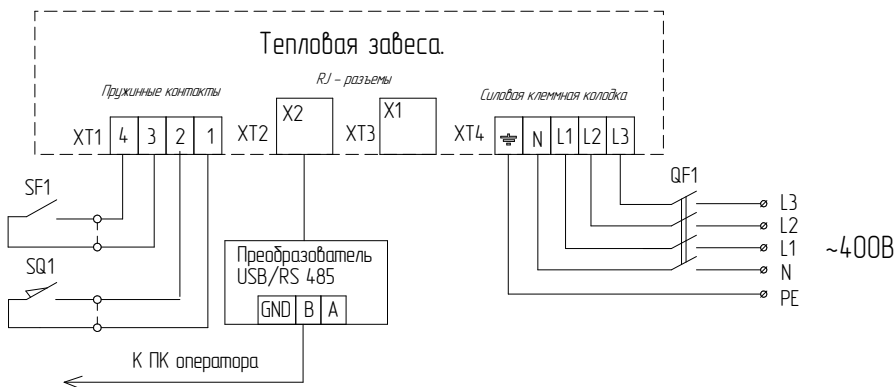 Тепловая завеса.
RJ - разъемы
Пружинные контакты
Силовая клеммная колодка
XT1 4 3 2 1
XT2 X2
XT3 X1
XT4 N L1 L2 L3
SF1
SQ1
QF1
L3
L2
L1
N
PE
~400В
Преобразователь
USB/RS 485
GND B A
К ПК оператора